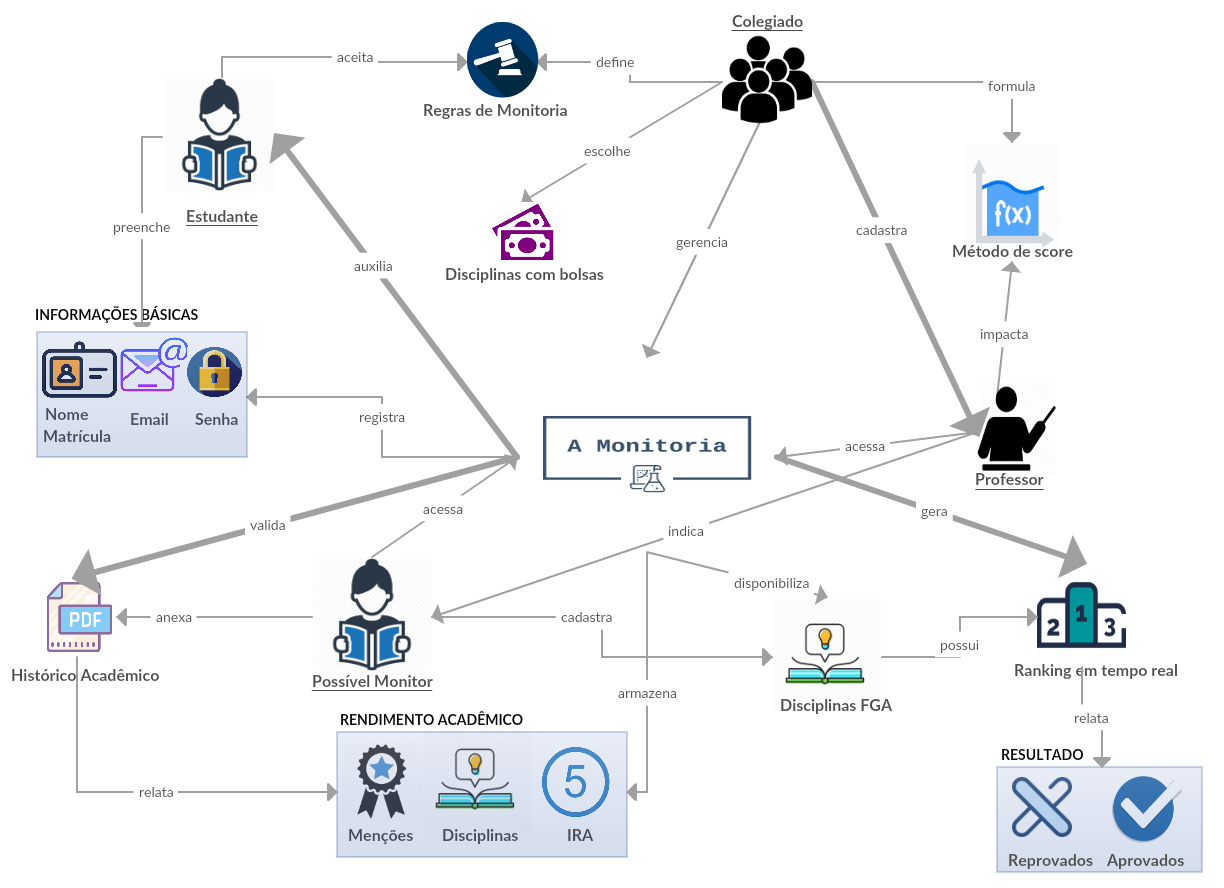 Colegiado
aceita
define
formula
Regras de Monitoria
escolhe
f(x)
Estudante
preenche
gerencia
cadastra
Método de score
auxilia
Disciplinas com bolsas
INFORMAÇÕES BÁSICAS
impacta
@
Nome
Matrícula
Email
Senha
registra
A Monitoria
acessa
Professor
acessa
gera
valida
indica
disponibiliza
PDF
anexa
cadastra
2
1
3
possui
Histórico Acadêmico
Possível Monitor
Ranking em tempo real
armazena
Disciplinas FGA
RENDIMENTO ACADÊMICO
relata
RESULTADO
5
relata
Menções
Disciplinas
IRA
Reprovados
Aprovados